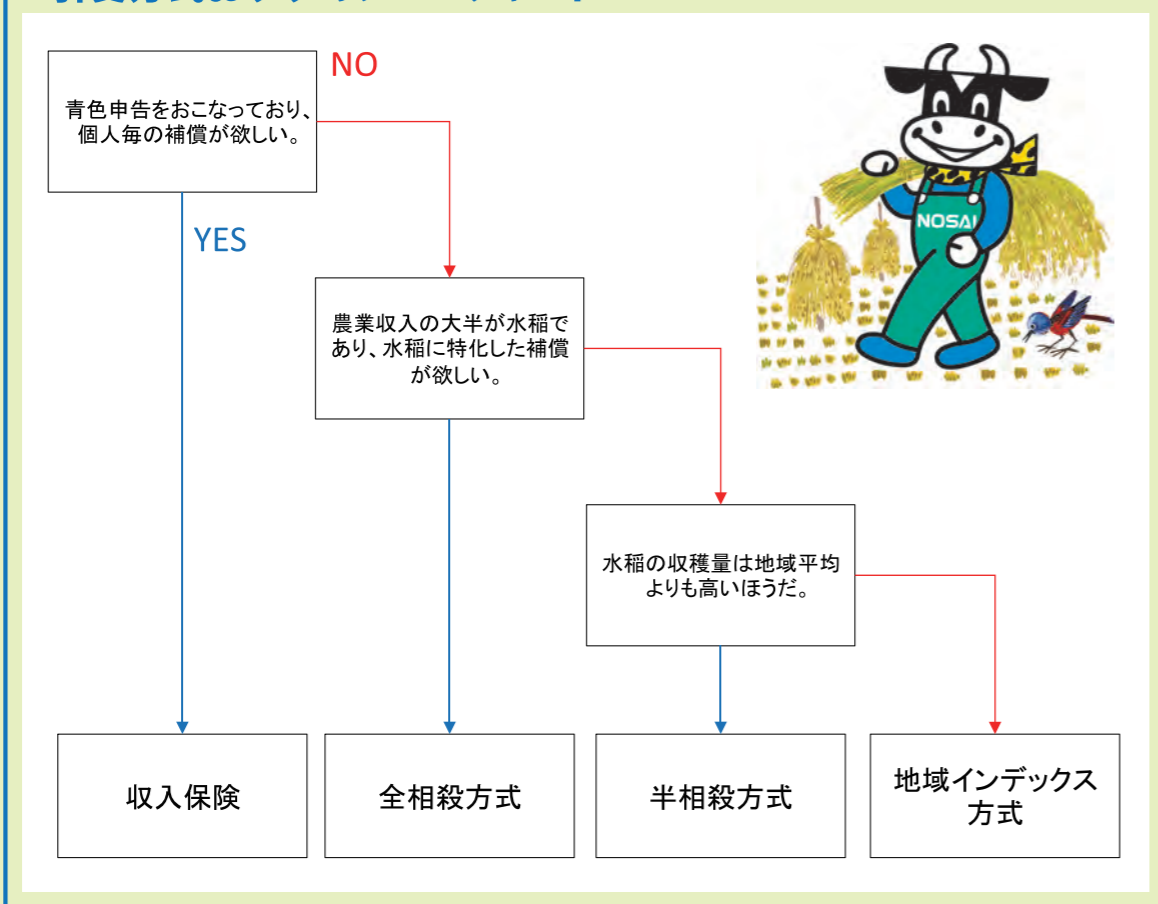 NO
青色申告をおこなっており、
個人毎の補償が欲しい。
YES
NOSAI
農業収入の大半が水稲で
あり、水稲に特化した補償
が欲しい。
水稲の収穫量は地域平均
よりも高いほうだ。
収入保険
全相殺方式
半相殺方式
地域インデックス
方式